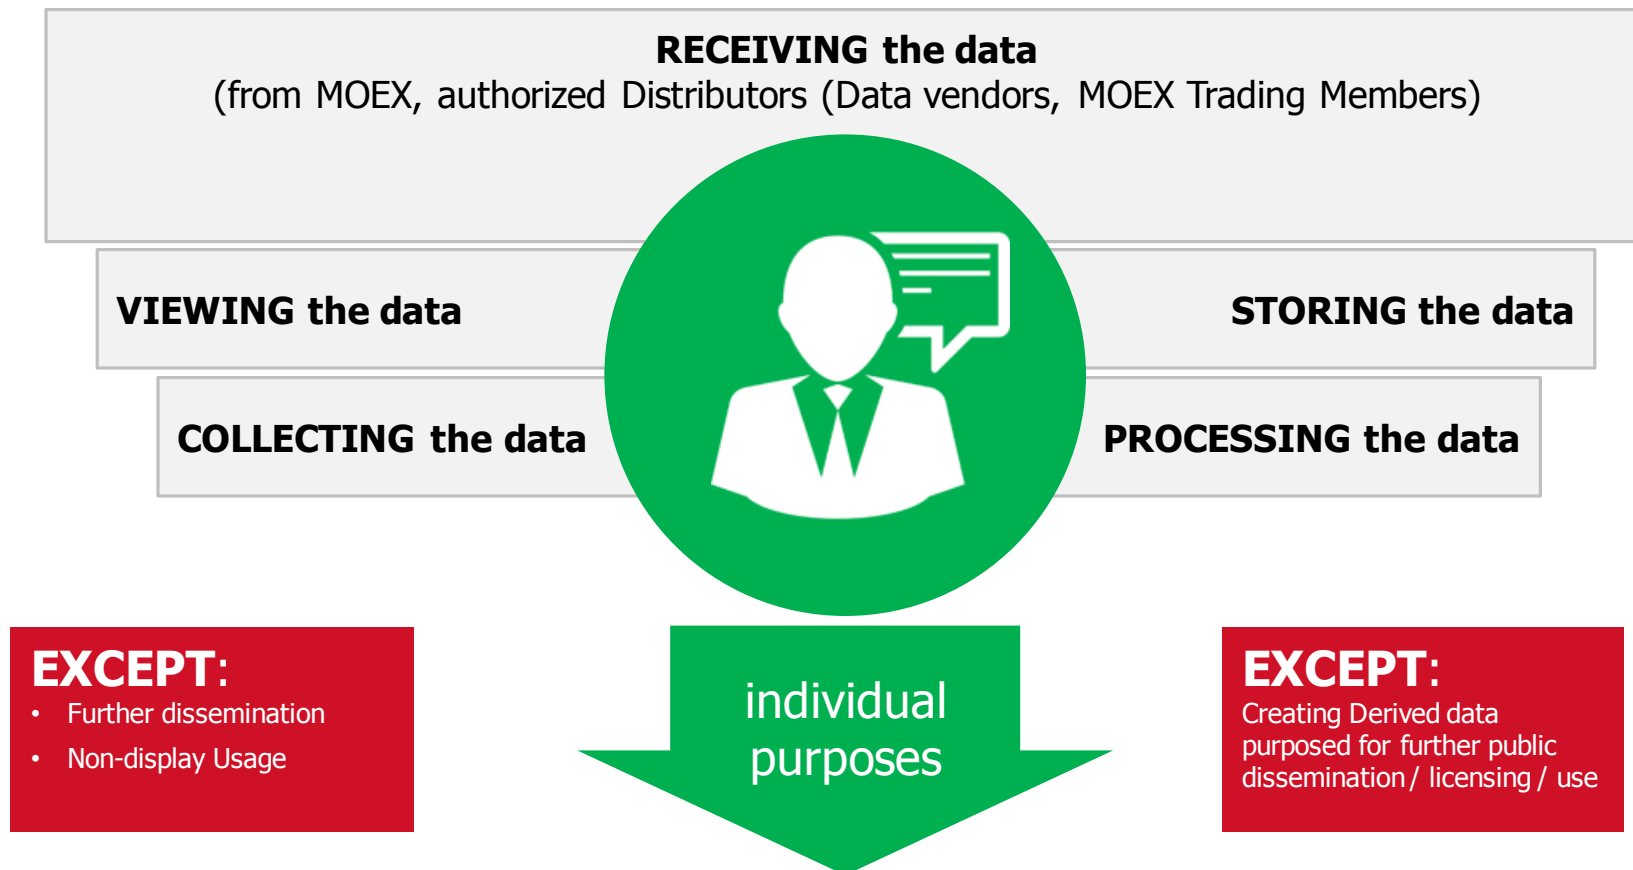 RECEIVING the data
(from MOEX, authorized Distributors (Data vendors, MOEX Trading Members)
VIEWING the data
STORING the data
COLLECTING the data
PROCESSING the data
EXCEPT:
• Further dissemination
• Non-display Usage
individual
purposes
EXCEPT:
Creating Derived data
purposed for further public
dissemination / licensing / use